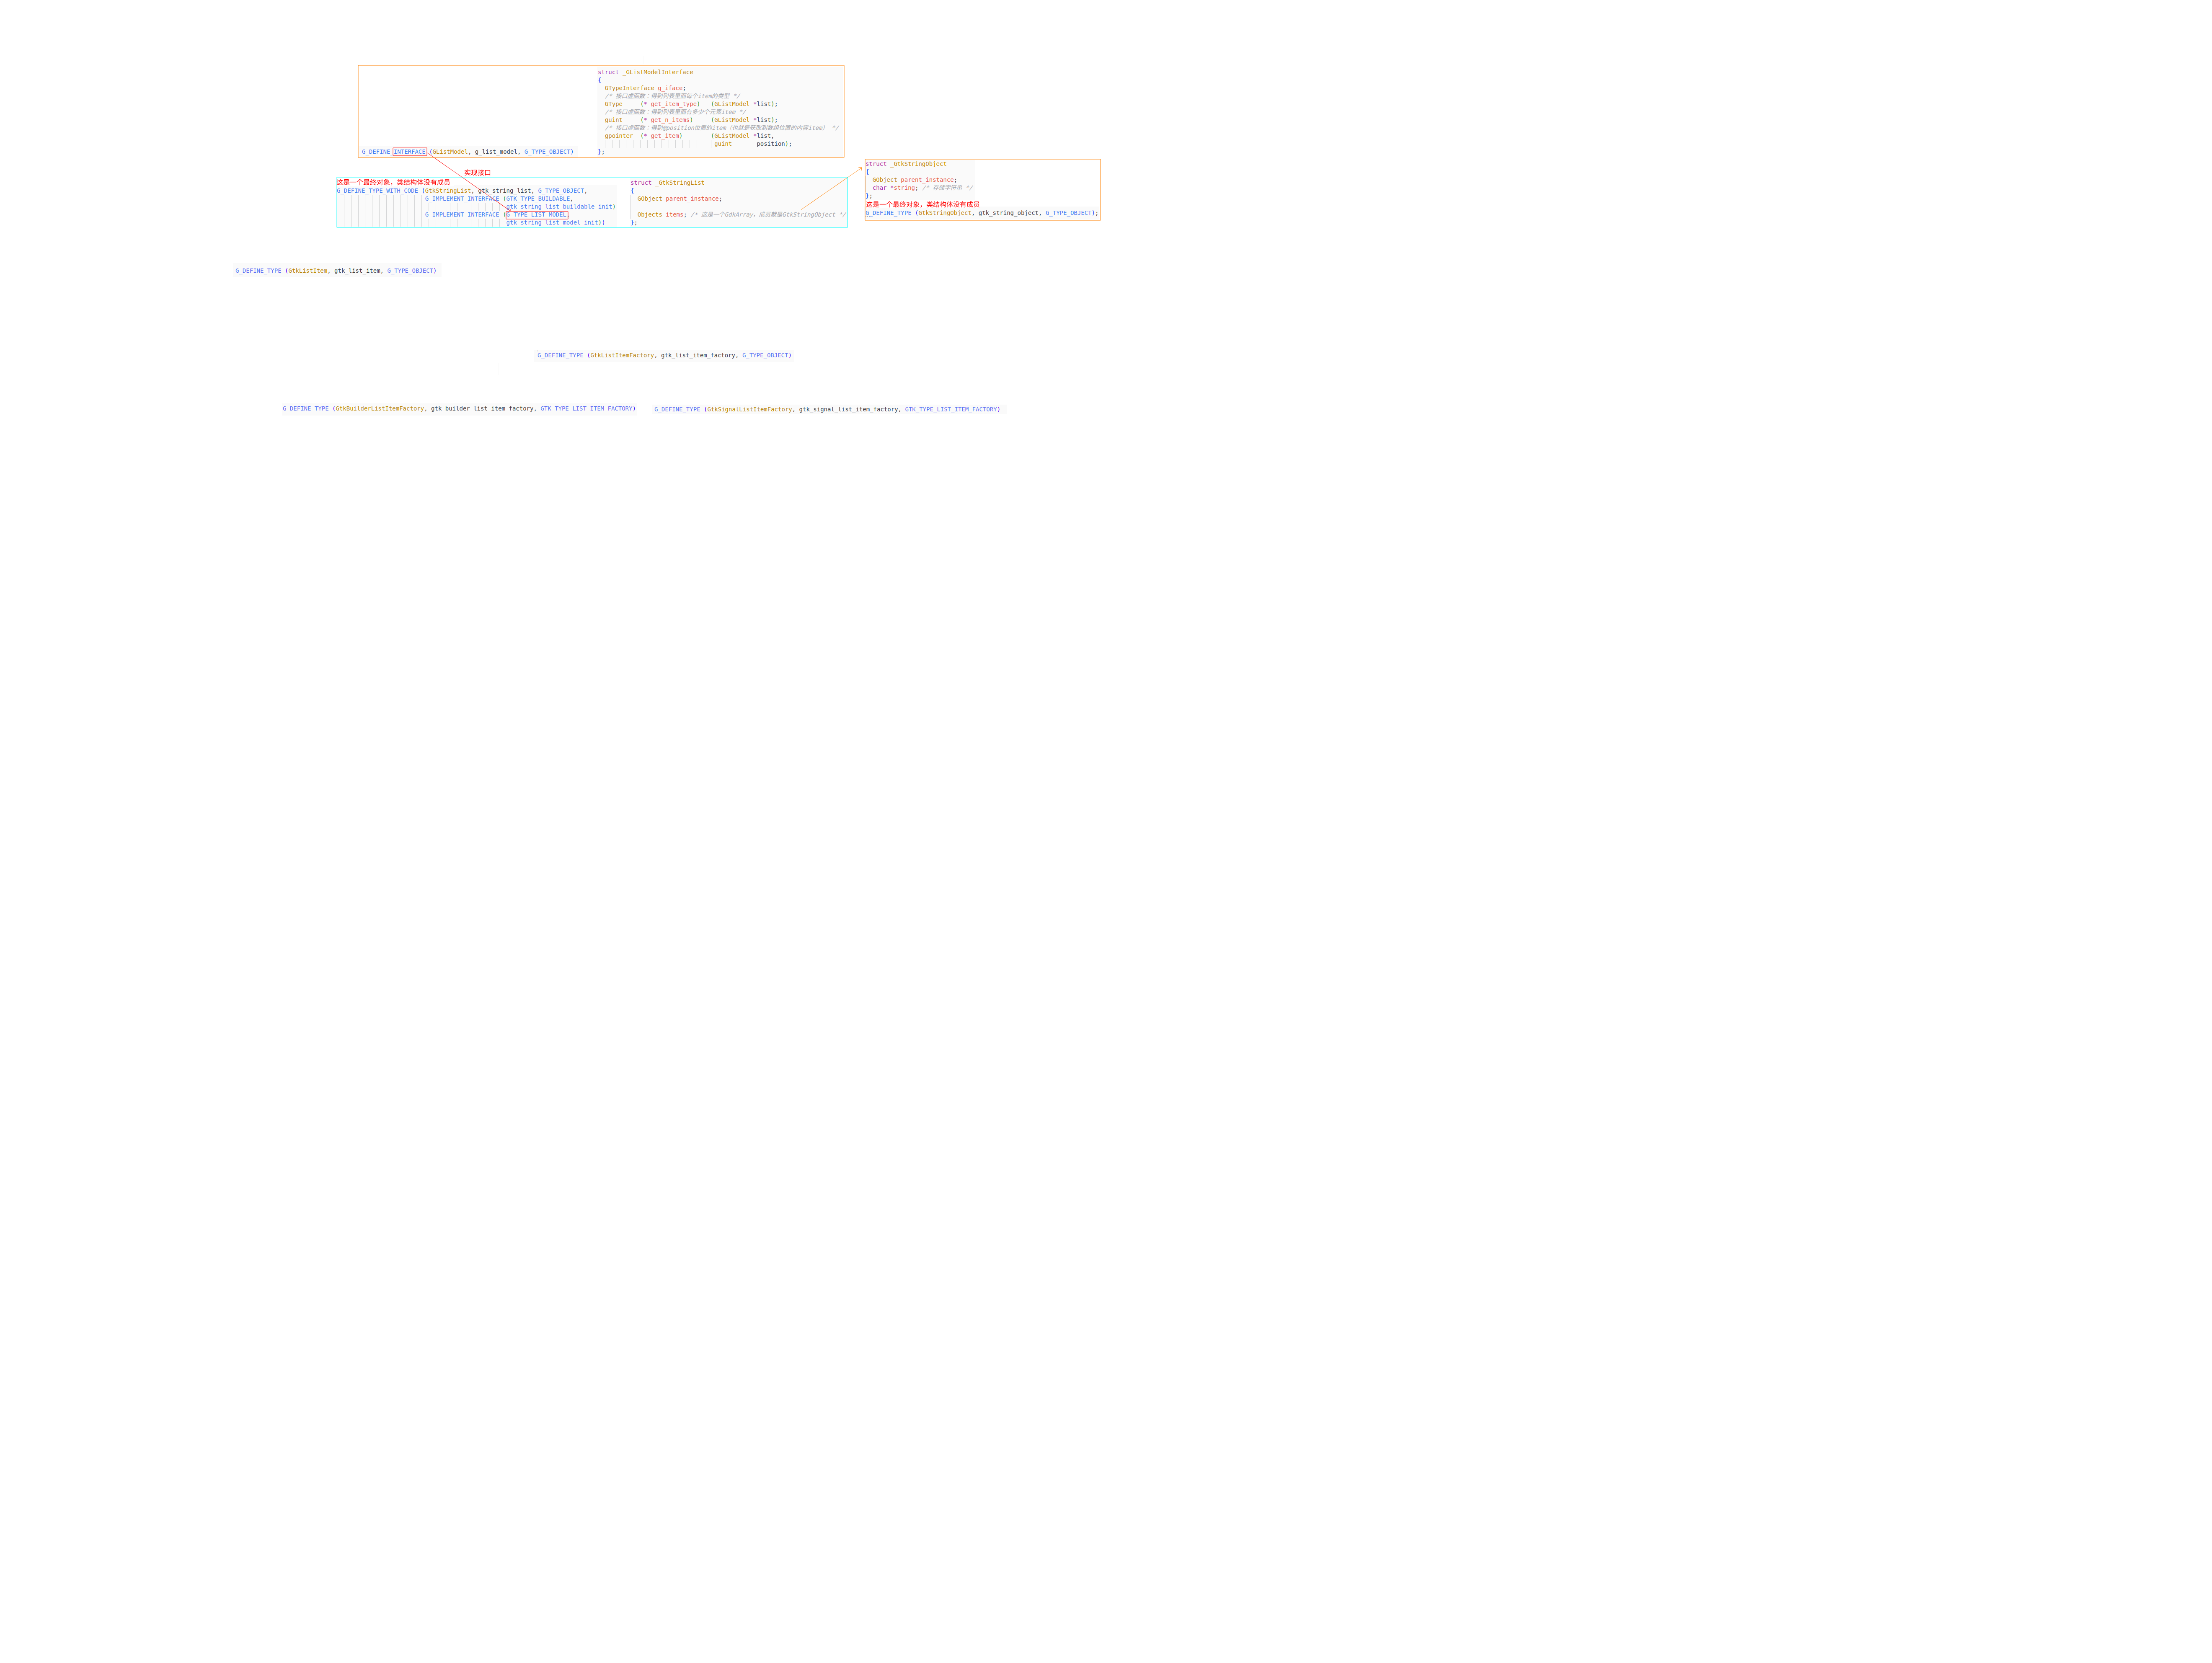 struct _GListModelInterface
{
  GTypeInterface g_iface;
  /* 接口虚函数：得到列表里面每个item的类型 */
  GType     (* get_item_type)   (GListModel *list);
  /* 接口虚函数：得到列表里面有多少个元素item */
  guint     (* get_n_items)     (GListModel *list);
  /* 接口虚函数：得到@position位置的item（也就是获取到数组位置的内容item） */
  gpointer  (* get_item)        (GListModel *list,
                                 guint       position);
};
G_DEFINE_INTERFACE (GListModel, g_list_model, G_TYPE_OBJECT)
实现接口
这是一个最终对象，类结构体没有成员
G_DEFINE_TYPE_WITH_CODE (GtkStringList, gtk_string_list, G_TYPE_OBJECT,
                         G_IMPLEMENT_INTERFACE (GTK_TYPE_BUILDABLE,
                                                gtk_string_list_buildable_init)
                         G_IMPLEMENT_INTERFACE (G_TYPE_LIST_MODEL,
                                                gtk_string_list_model_init))
struct _GtkStringList
{
  GObject parent_instance;
  Objects items; /* 这是一个GdkArray，成员就是GtkStringObject */
};
struct _GtkStringObject
{
  GObject parent_instance;
  char *string; /* 存储字符串 */
};
这是一个最终对象，类结构体没有成员
G_DEFINE_TYPE (GtkStringObject, gtk_string_object, G_TYPE_OBJECT);
G_DEFINE_TYPE (GtkListItem, gtk_list_item, G_TYPE_OBJECT)
G_DEFINE_TYPE (GtkListItemFactory, gtk_list_item_factory, G_TYPE_OBJECT)
G_DEFINE_TYPE (GtkBuilderListItemFactory, gtk_builder_list_item_factory, GTK_TYPE_LIST_ITEM_FACTORY)
G_DEFINE_TYPE (GtkSignalListItemFactory, gtk_signal_list_item_factory, GTK_TYPE_LIST_ITEM_FACTORY)